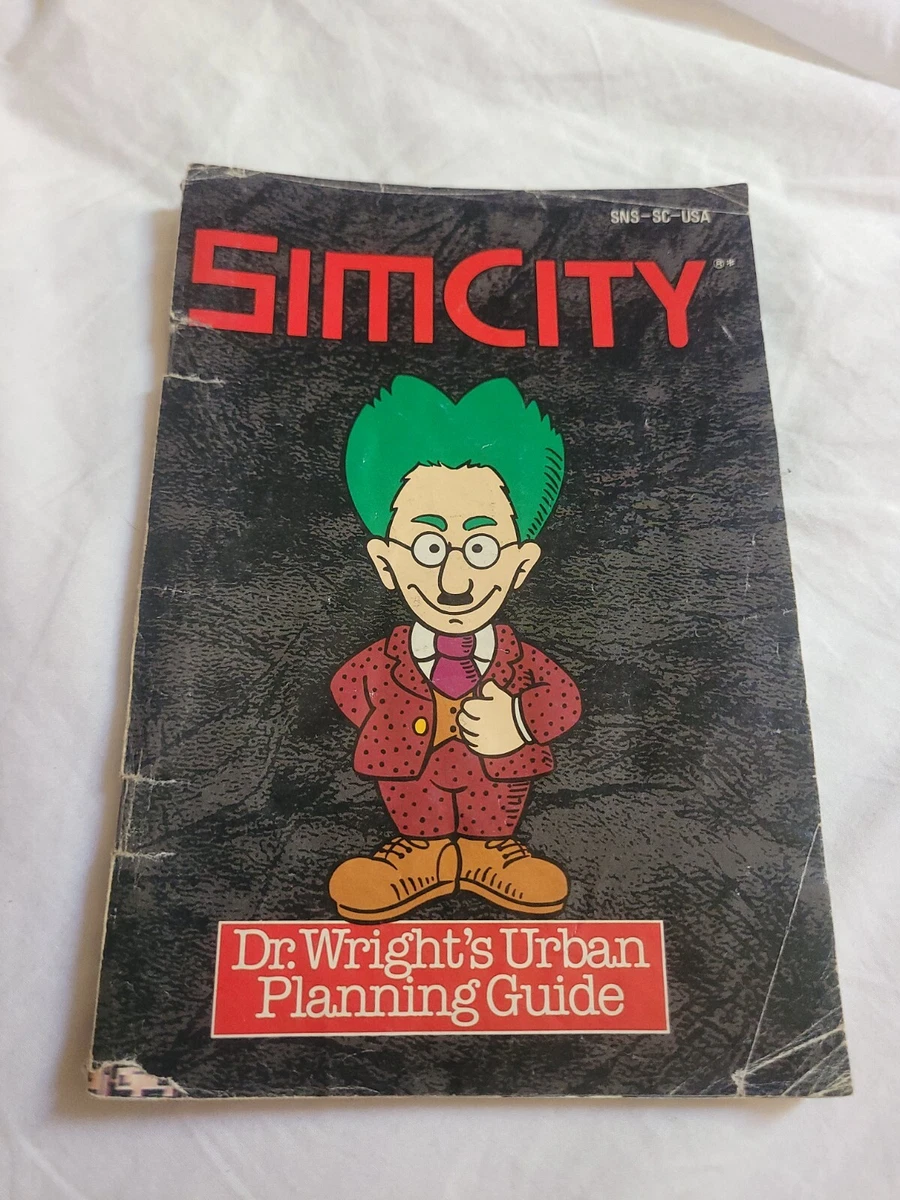 SNS-SC-USA
SIMCITY®*
Dr. Wright's Urban
Planning Guide